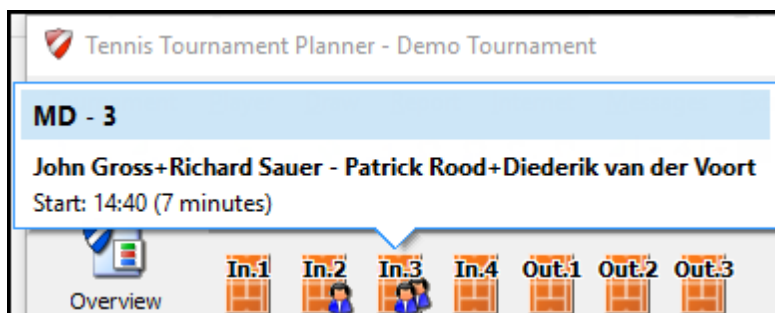 Tennis Tournament Planner - Demo Tournament
MD - 3
John Gross+Richard Sauer - Patrick Rood+Diederik van der Voort
Start: 14:40 (7 minutes)
In.1 In.2 In.3 In.4 Out.1 Out.2 Out.3
Overview